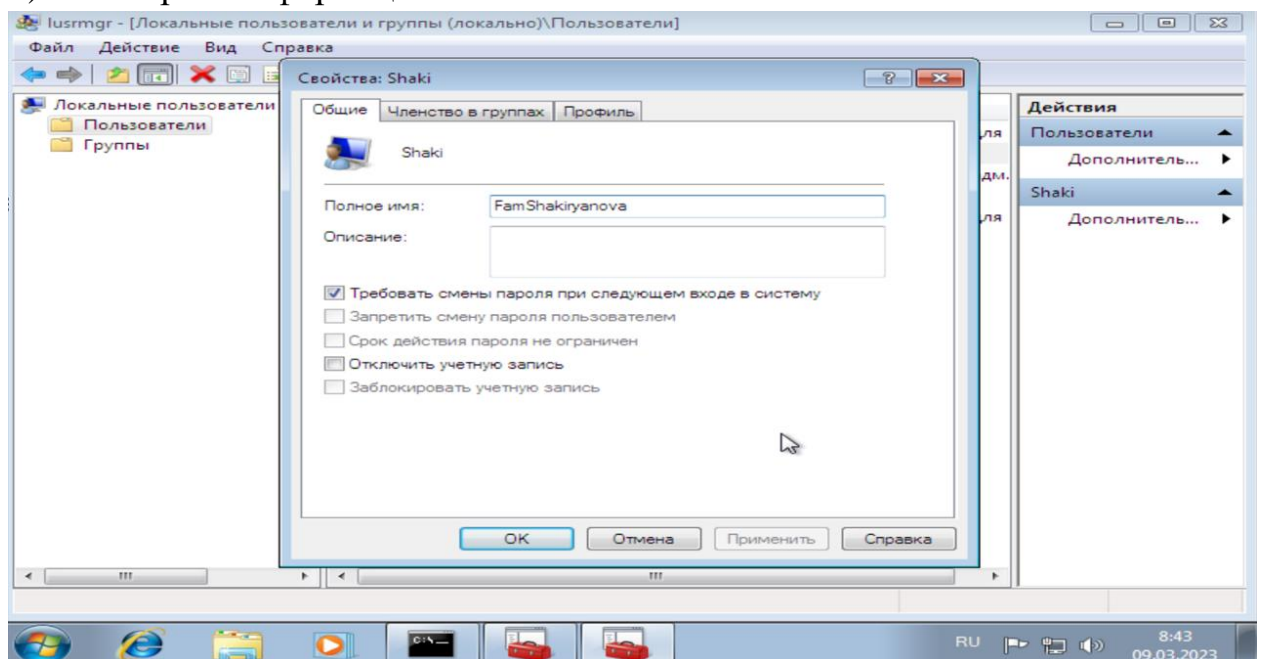 lusrmgr - [Локальные пользователи и группы (локально)\Пользователи]
Файл Действие Вид Справка
Локальные пользователи
Пользователи
Группы
Свойства: Shaki
Общие Членство в группах Профиль
Shaki
Полное имя: FamShakiryanova
Описание:
Требовать смены пароля при следующем входе в систему
Запретить смену пароля пользователем
Срок действия пароля не ограничен
Отключить учетную запись
Заблокировать учетную запись
OK Отмена Применить Справка
для
дм.
для
Действия
Пользователи
Дополнитель...
Shaki
Дополнитель...
C:\
RU 8:43
09.03.2023